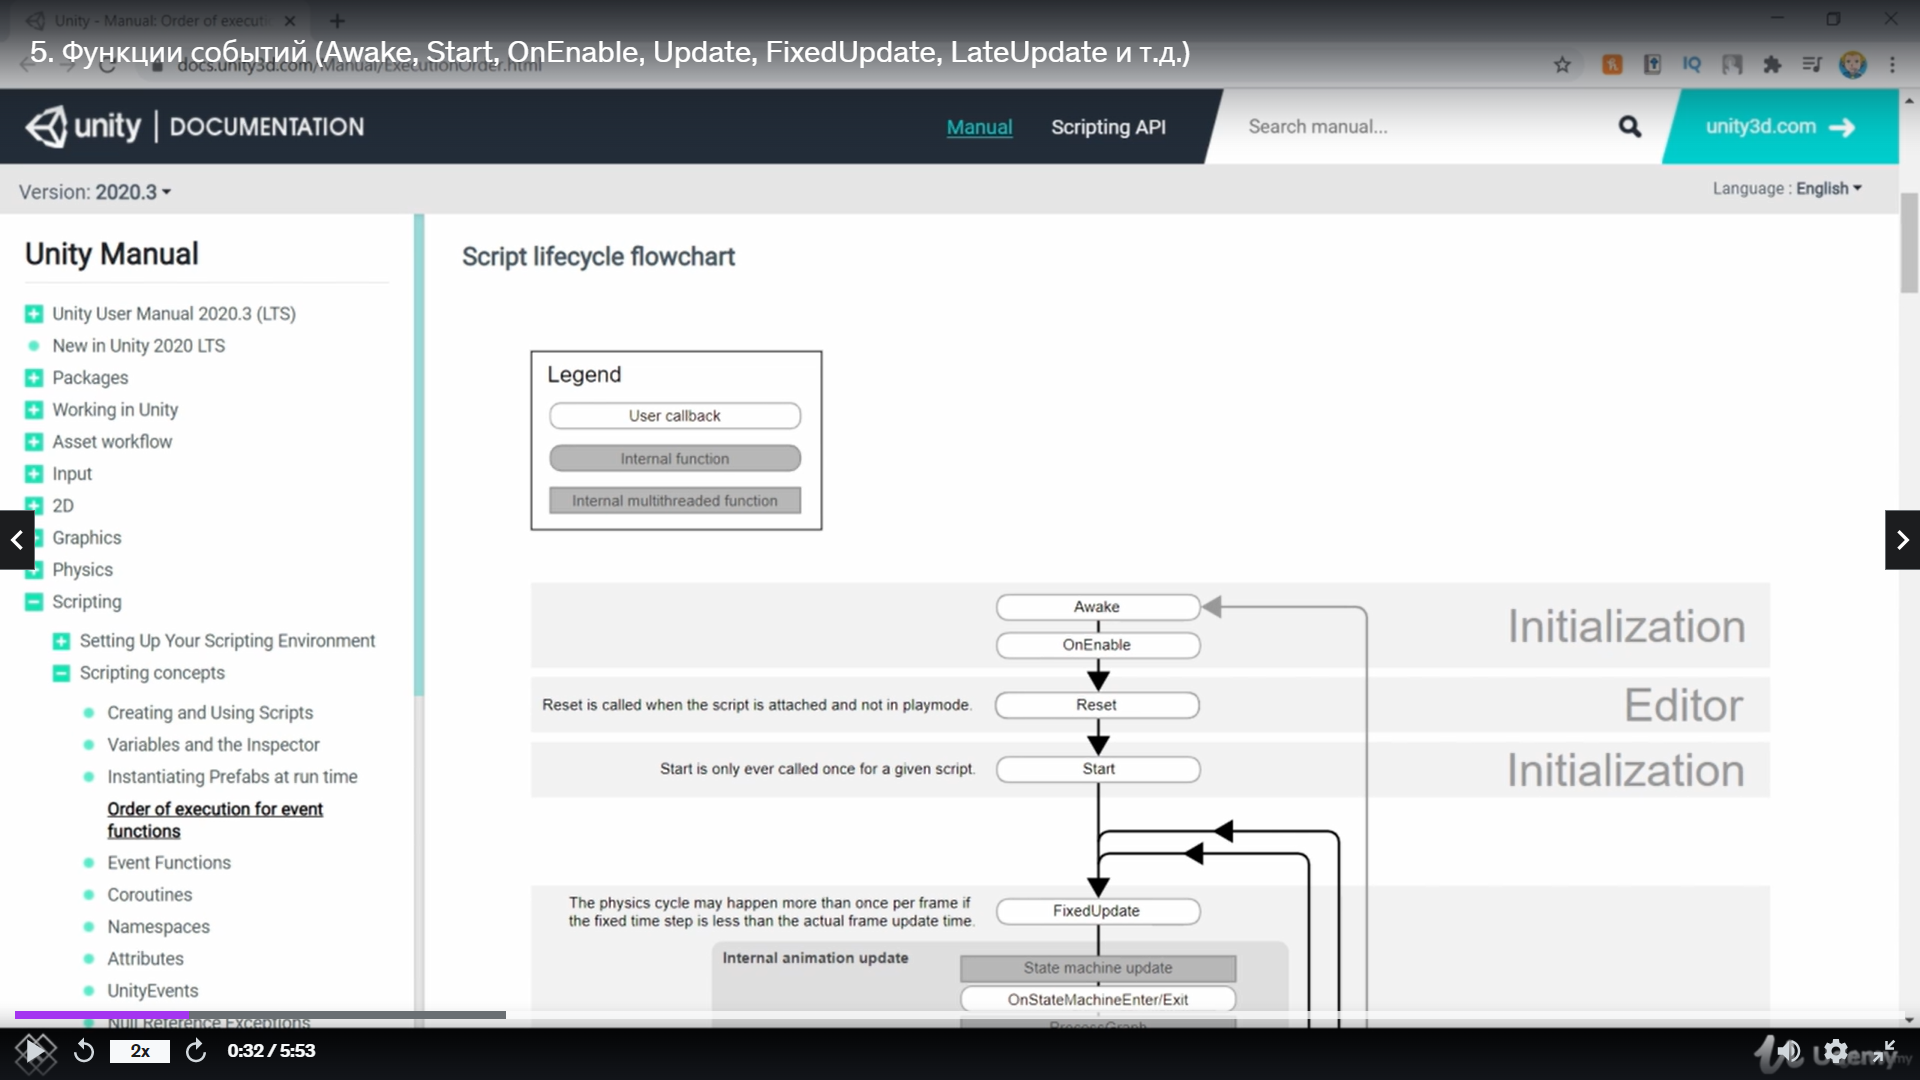 Unity - Manual: Order of executi
5. Функции событий (Awake, Start, OnEnable, Update, FixedUpdate, LateUpdate и т.д.)
docs.unity3d.com/Manual/ExecutionOrder.html
IQ
unity | DOCUMENTATION
Manual
Scripting API
Search manual...
unity3d.com
Version: 2020.3
Language : English
Unity Manual
Unity User Manual 2020.3 (LTS)
New in Unity 2020 LTS
Packages
Working in Unity
Asset workflow
Input
2D
Graphics
Physics
Scripting
Setting Up Your Scripting Environment
Scripting concepts
Creating and Using Scripts
Variables and the Inspector
Instantiating Prefabs at run time
Order of execution for event
functions
Event Functions
Coroutines
Namespaces
Attributes
UnityEvents
Null Reference Exceptions
Script lifecycle flowchart
Legend
User callback
Internal function
Internal multithreaded function
Awake
Initialization
OnEnable
Reset is called when the script is attached and not in playmode.
Reset
Editor
Start is only ever called once for a given script.
Start
Initialization
The physics cycle may happen more than once per frame if
the fixed time step is less than the actual frame update time.
FixedUpdate
Internal animation update
State machine update
OnStateMachineEnter/Exit
ProcessGraph
2x
0:32 / 5:53
Udemy